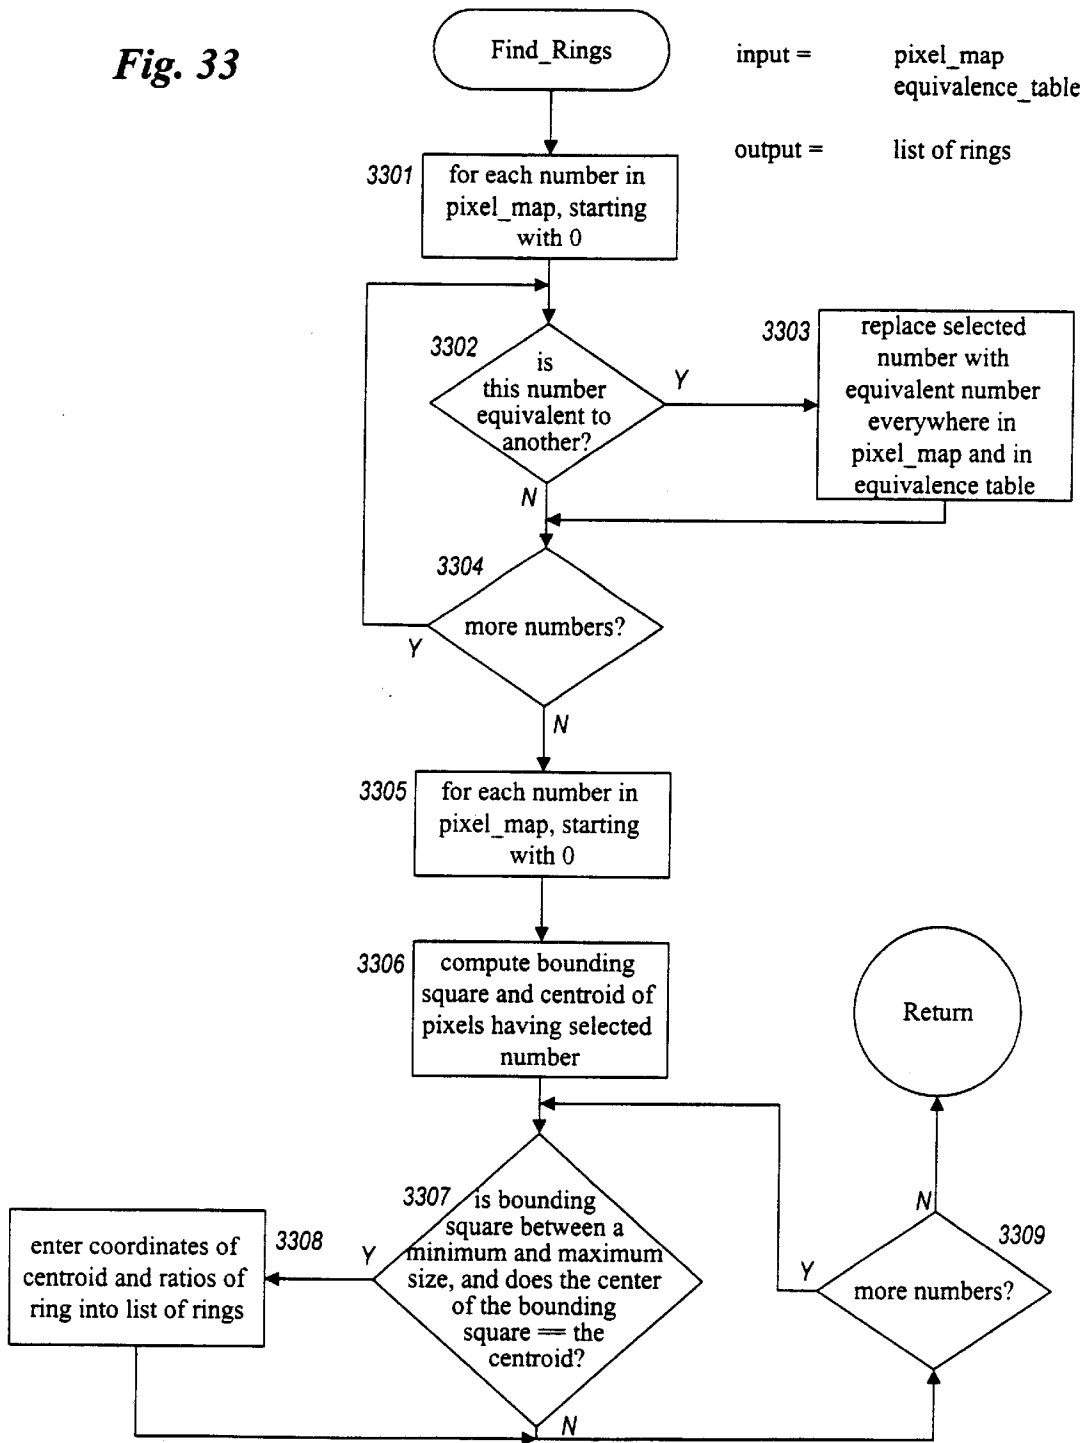 Fig. 33
Find_Rings
input = pixel_map
equivalence_table
output = list of rings
3301
for each number in
pixel_map, starting
with 0
3302
is
this number
equivalent to
another?
Y
N
3303
replace selected
number with
equivalent number
everywhere in
pixel_map and in
equivalence table
3304
more numbers?
Y
N
3305
for each number in
pixel_map, starting
with 0
3306
compute bounding
square and centroid of
pixels having selected
number
Return
3307
is bounding
square between a
minimum and maximum
size, and does the center
of the bounding
square == the
centroid?
Y
N
3308
enter coordinates of
centroid and ratios of
ring into list of rings
3309
more numbers?
Y
N